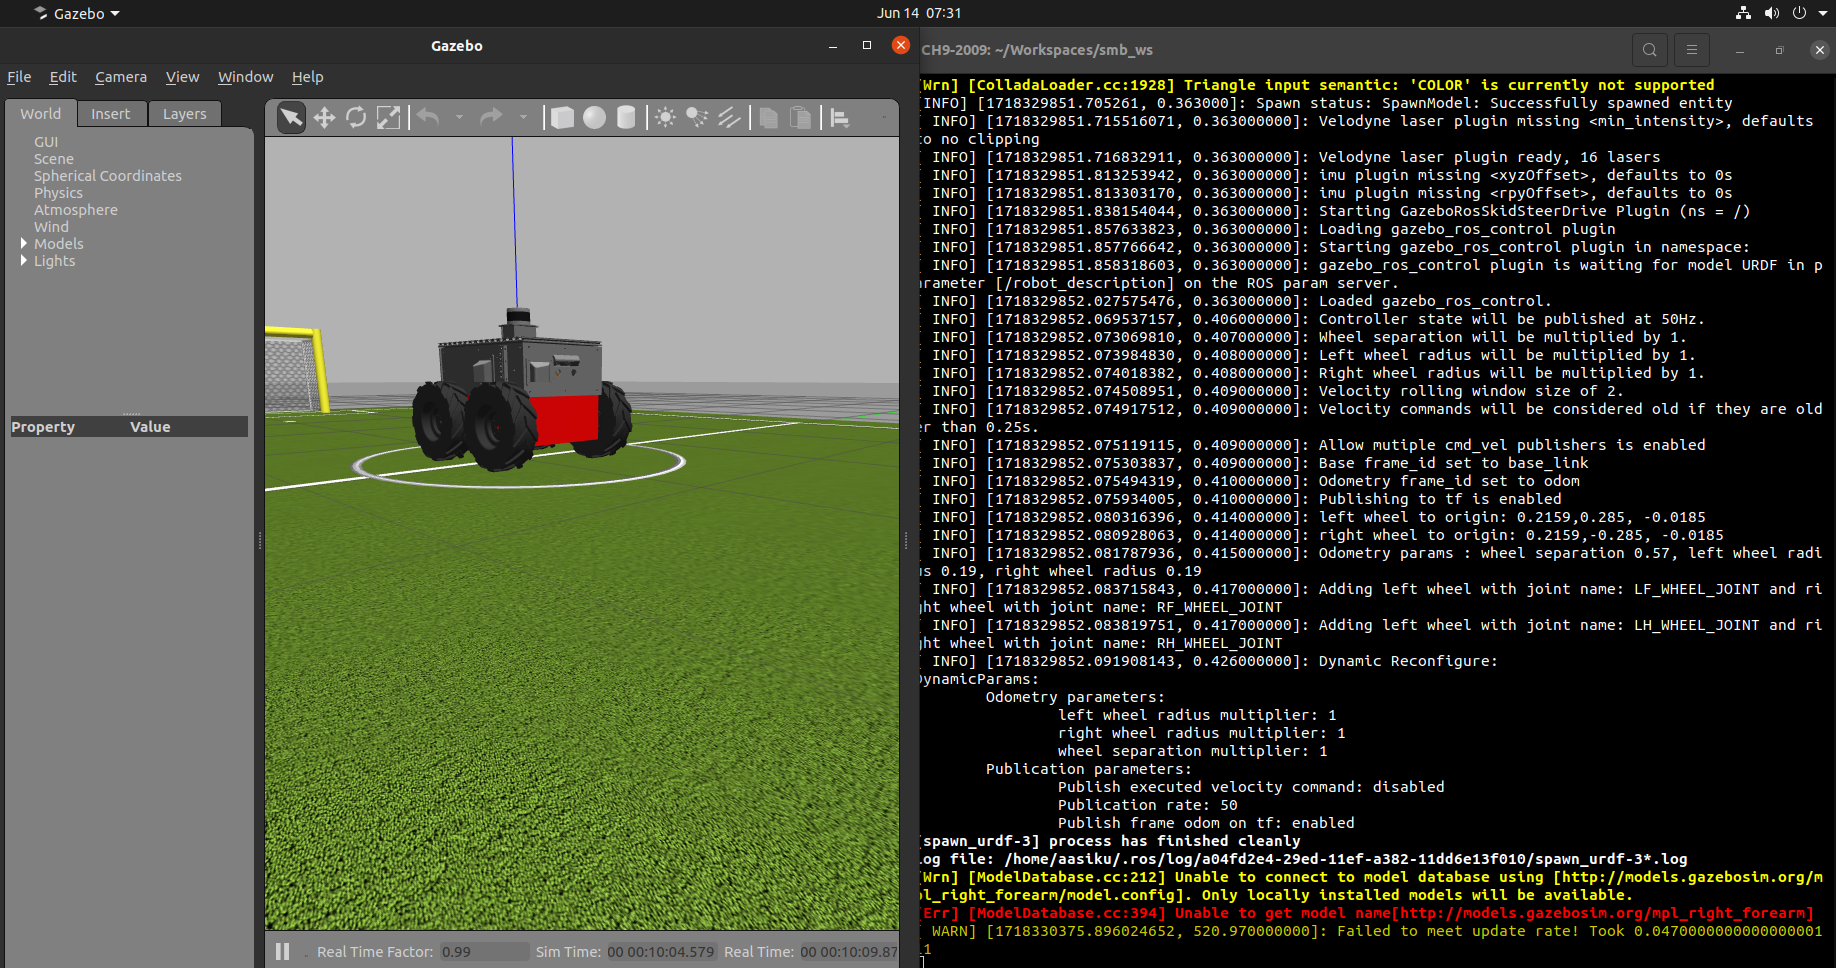 Gazebo
Jun 14 07:31
Gazebo
CH9-2009: ~/Workspaces/smb_ws
File Edit Camera View Window Help
World Insert Layers
GUI
Scene
Spherical Coordinates
Physics
Atmosphere
Wind
Models
Lights
Property Value
Real Time Factor: 0.99 Sim Time: 00 00:10:04.579 Real Time: 00 00:10:09.87
[Wrn] [ColladaLoader.cc:1928] Triangle input semantic: 'COLOR' is currently not supported
[INFO] [1718329851.705261, 0.363000]: Spawn status: SpawnModel: Successfully spawned entity
INFO] [1718329851.715516071, 0.363000000]: Velodyne laser plugin missing <min_intensity>, defaults
to no clipping
INFO] [1718329851.716832911, 0.363000000]: Velodyne laser plugin ready, 16 lasers
INFO] [1718329851.813253942, 0.363000000]: imu plugin missing <xyzOffset>, defaults to 0s
INFO] [1718329851.813303170, 0.363000000]: imu plugin missing <rpyOffset>, defaults to 0s
INFO] [1718329851.838154044, 0.363000000]: Starting GazeboRosSkidSteerDrive Plugin (ns = /)
INFO] [1718329851.857633823, 0.363000000]: Loading gazebo_ros_control plugin
INFO] [1718329851.857766642, 0.363000000]: Starting gazebo_ros_control plugin in namespace:
INFO] [1718329851.858318603, 0.363000000]: gazebo_ros_control plugin is waiting for model URDF in p
arameter [/robot_description] on the ROS param server.
INFO] [1718329852.027575476, 0.363000000]: Loaded gazebo_ros_control.
INFO] [1718329852.069537157, 0.406000000]: Controller state will be published at 50Hz.
INFO] [1718329852.073069810, 0.407000000]: Wheel separation will be multiplied by 1.
INFO] [1718329852.073984830, 0.408000000]: Left wheel radius will be multiplied by 1.
INFO] [1718329852.074018382, 0.408000000]: Right wheel radius will be multiplied by 1.
INFO] [1718329852.074508951, 0.409000000]: Velocity rolling window size of 2.
INFO] [1718329852.074917512, 0.409000000]: Velocity commands will be considered old if they are old
er than 0.25s.
INFO] [1718329852.075119115, 0.409000000]: Allow mutiple cmd_vel publishers is enabled
INFO] [1718329852.075303837, 0.409000000]: Base frame_id set to base_link
INFO] [1718329852.075494319, 0.410000000]: Odometry frame_id set to odom
INFO] [1718329852.075934005, 0.410000000]: Publishing to tf is enabled
INFO] [1718329852.080316396, 0.414000000]: left wheel to origin: 0.2159,0.285, -0.0185
INFO] [1718329852.080928063, 0.414000000]: right wheel to origin: 0.2159,-0.285, -0.0185
INFO] [1718329852.081787936, 0.415000000]: Odometry params : wheel separation 0.57, left wheel radi
us 0.19, right wheel radius 0.19
INFO] [1718329852.083715843, 0.417000000]: Adding left wheel with joint name: LF_WHEEL_JOINT and ri
ght wheel with joint name: RF_WHEEL_JOINT
INFO] [1718329852.083819751, 0.417000000]: Adding left wheel with joint name: LH_WHEEL_JOINT and ri
ght wheel with joint name: RH_WHEEL_JOINT
INFO] [1718329852.091908143, 0.426000000]: Dynamic Reconfigure:
DynamicParams:
Odometry parameters:
left wheel radius multiplier: 1
right wheel radius multiplier: 1
wheel separation multiplier: 1
Publication parameters:
Publish executed velocity command: disabled
Publication rate: 50
Publish frame odom on tf: enabled
[spawn_urdf-3] process has finished cleanly
log file: /home/aasiku/.ros/log/a04fd2e4-29ed-11ef-a382-11dd6e13f010/spawn_urdf-3*.log
[Wrn] [ModelDatabase.cc:212] Unable to connect to model database using [http://models.gazebosim.org/m
pl_right_forearm/model.config]. Only locally installed models will be available.
[Err] [ModelDatabase.cc:394] Unable to get model name[http://models.gazebosim.org/mpl_right_forearm]
WARN] [1718330375.896024652, 520.970000000]: Failed to meet update rate! Took 0.0470000000000000001
11